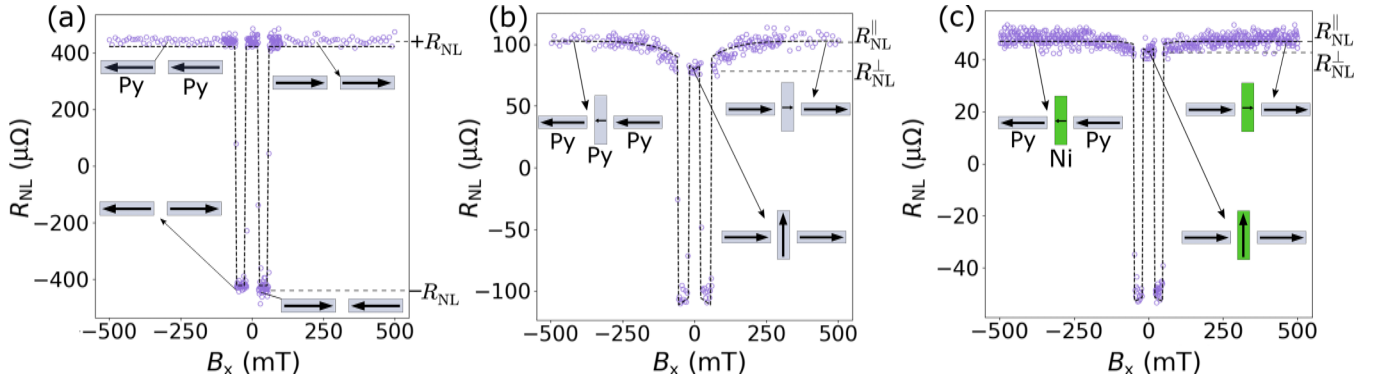 (a)
400
200
0
−200
−400
R_NL (μΩ)
+R_NL
Py Py
−R_NL
−500 −250 0 250 500
B_x (mT)
(b)
100
50
0
−50
−100
R_NL (μΩ)
R_NL^∥
R_NL^⊥
Py Py Py
−500 −250 0 250 500
B_x (mT)
(c)
40
20
0
−20
−40
R_NL (μΩ)
R_NL^∥
R_NL^⊥
Py Ni Py
−500 −250 0 250 500
B_x (mT)